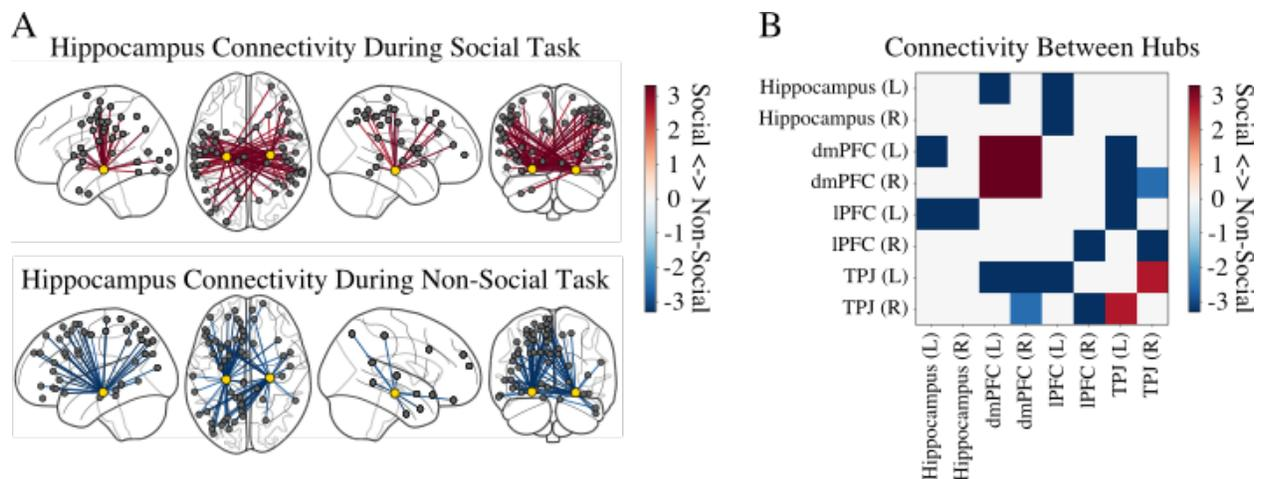 A
Hippocampus Connectivity During Social Task
3
2
1
0
-1
-2
-3
Social <-> Non-Social
Hippocampus Connectivity During Non-Social Task
B
Connectivity Between Hubs
Hippocampus (L)
Hippocampus (R)
dmPFC (L)
dmPFC (R)
lPFC (L)
lPFC (R)
TPJ (L)
TPJ (R)
Hippocampus (L)
Hippocampus (R)
dmPFC (L)
dmPFC (R)
lPFC (L)
lPFC (R)
TPJ (L)
TPJ (R)
3
2
1
0
-1
-2
-3
Social <-> Non-Social